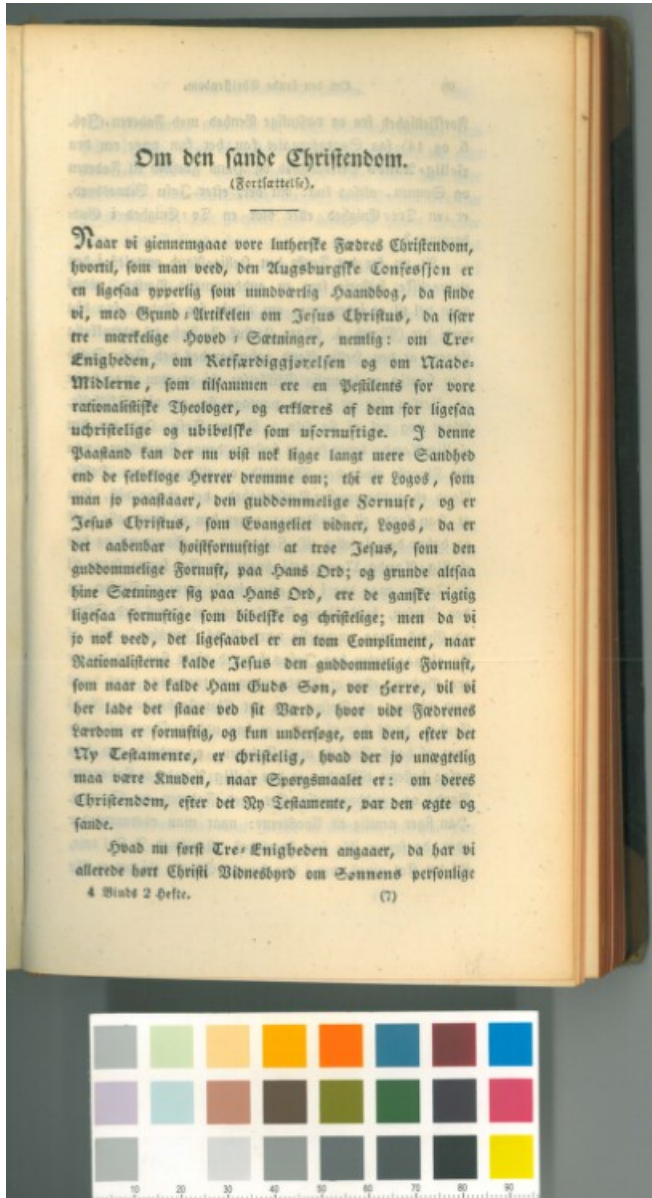 Om den sande Christendom.
(Fortsættelse).
Naar vi giennemgaae vore lutherske Fædres Christendom,
hvortil, som man veed, den Augsburgske Confessjon er
en ligesaa ypperlig som uundværlig Haandbog, da finde
vi, med Grund-Artikelen om Jesus Christus, da især
tre mærkelige Hoved-Sætninger, nemlig: om Tre-
Enigheden, om Retfærdiggjørelsen og om Naade-
Midlerne, som tilsammen ere en Pestilents for vore
rationalistiske Theologer, og erklæres af dem for ligesaa
uchristelige og ubibelske som ufornuftige. I denne
Paastand kan der nu vist nok ligge langt mere Sandhed
end de selvkloge Herrer drømme om; thi er Logos, som
man jo paastaaer, den guddommelige Fornuft, og er
Jesus Christus, som Evangeliet vidner, Logos, da er
det aabenbar høistfornuftigt at troe Jesus, som den
guddommelige Fornuft, paa Hans Ord; og grunde altsaa
hine Sætninger sig paa Hans Ord, ere de ganske rigtig
ligesaa fornuftige som bibelske og christelige; men da vi
jo nok veed, det ligesaavel er en tom Compliment, naar
Rationalisterne kalde Jesus den guddommelige Fornuft,
som naar de kalde Ham Guds Søn, vor Herre, vil vi
her lade det staae ved sit Værd, hvor vidt Fædrenes
Lærdom er fornuftig, og kun undersøge, om den, efter det
Ny Testamente, er christelig, hvad der jo unægtelig
maa være Knuden, naar Spørgsmaalet er: om deres
Christendom, efter det Ny Testamente, var den ægte og
sande.
Hvad nu først Tre-Enigheden angaaer, da har vi
allerede hørt Christi Vidnesbyrd om Sønnens personlige
4 Binds 2 Hefte. (7)
10 20 30 40 50 60 70 80 90